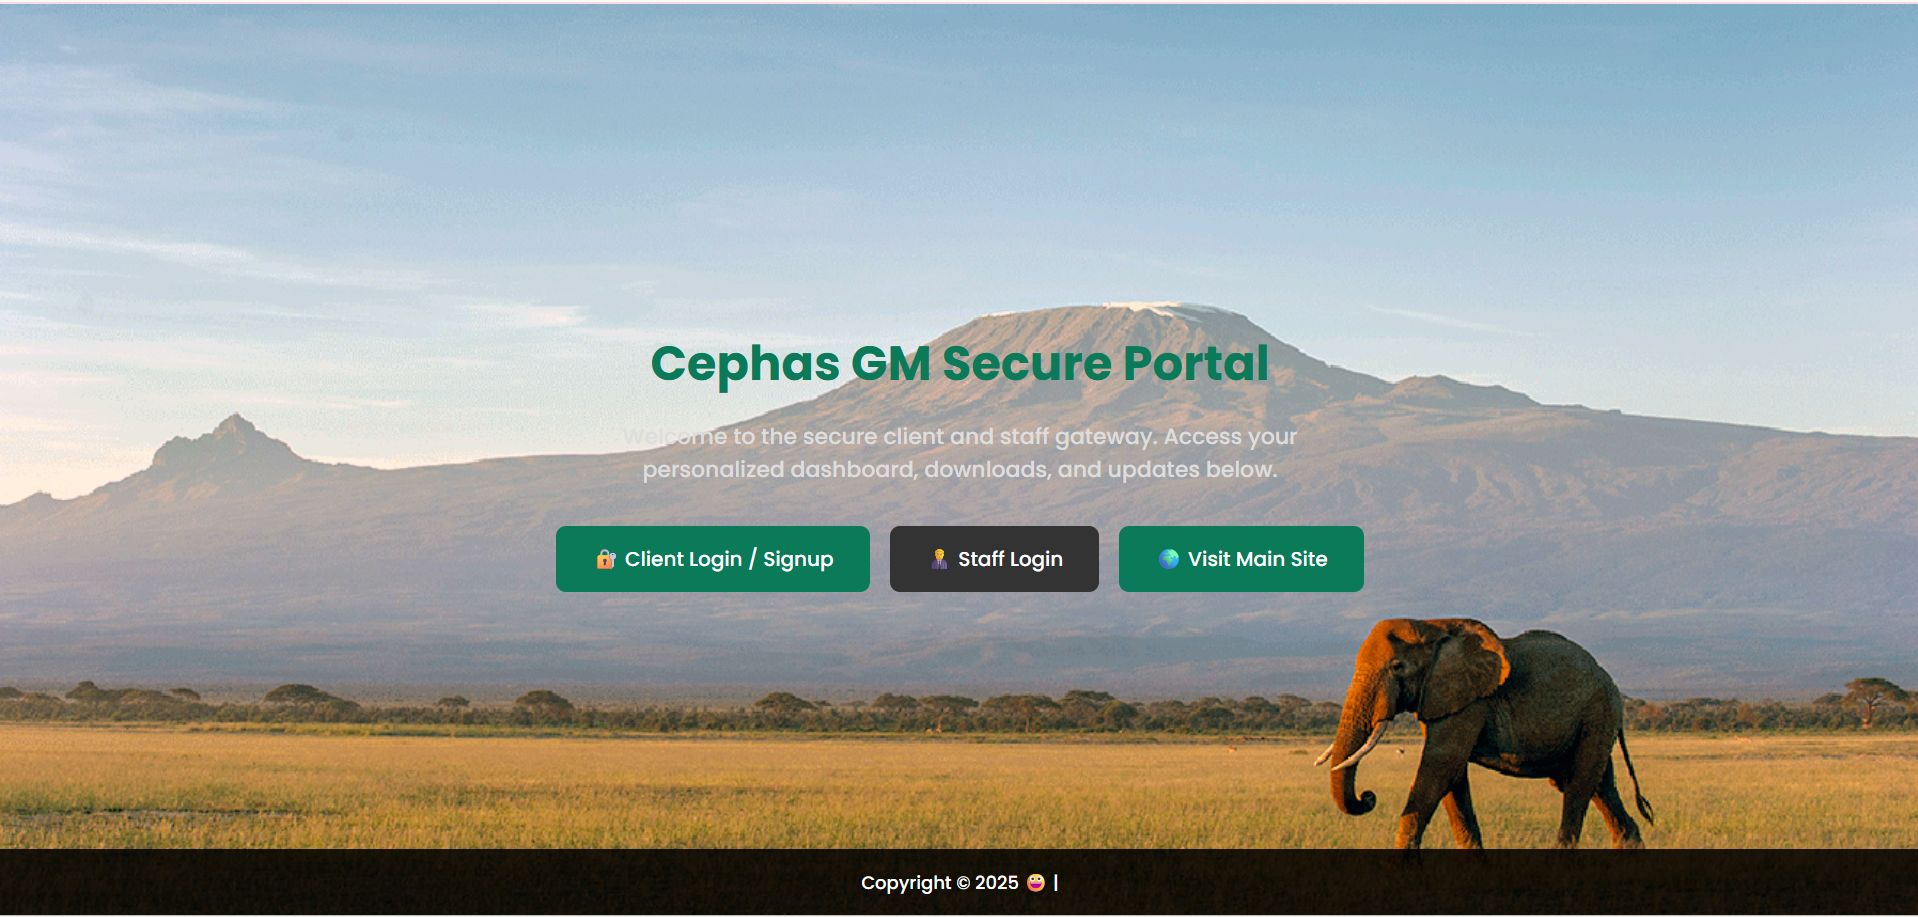 Cephas GM Secure Portal
Welcome to the secure client and staff gateway. Access your
personalized dashboard, downloads, and updates below.
🔐 Client Login / Signup
👨‍💼 Staff Login
🌍 Visit Main Site
Copyright © 2025 😀 |